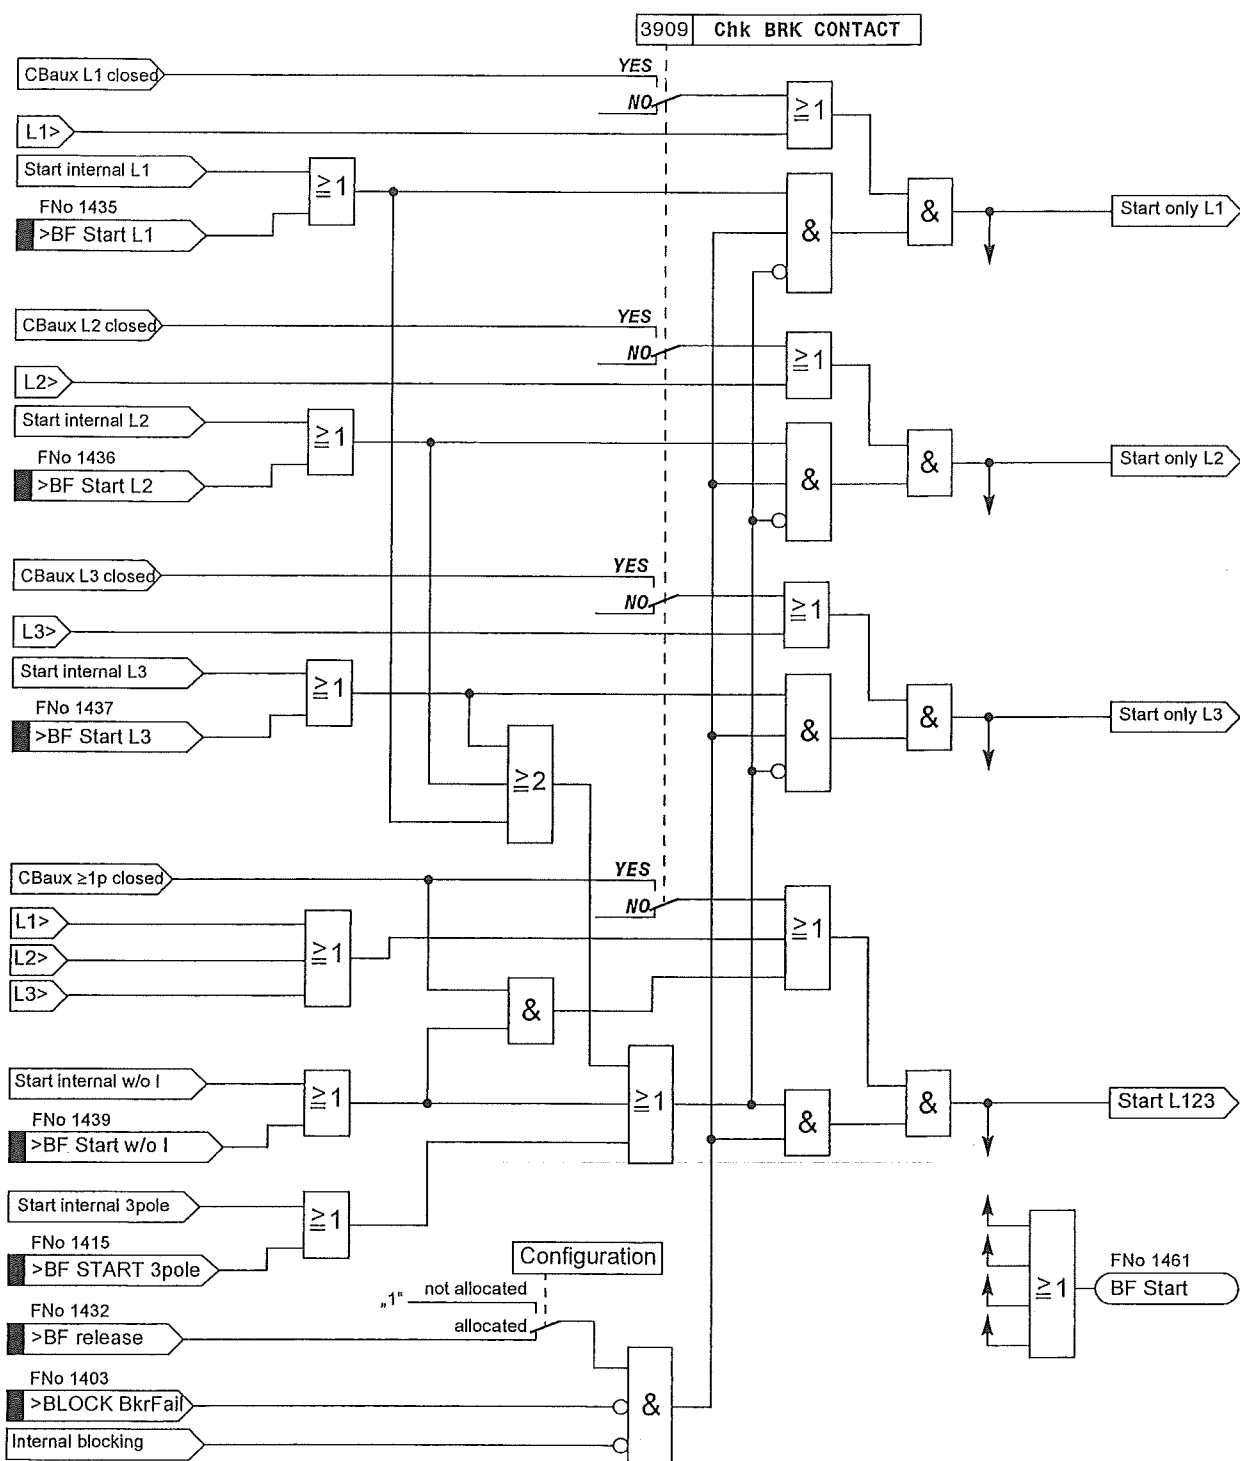 3909 Chk BRK CONTACT
YES
CBaux L1 closed
NO
≥1
L1>
Start internal L1
≥1
FNo 1435
>BF Start L1
&
&
Start only L1
YES
CBaux L2 closed
NO
≥1
L2>
Start internal L2
≥1
FNo 1436
>BF Start L2
&
&
Start only L2
YES
CBaux L3 closed
NO
≥1
L3>
Start internal L3
≥1
FNo 1437
>BF Start L3
&
&
Start only L3
≥2
YES
CBaux ≥1p closed
NO
L1>
L2>
L3>
≥1
≥1
&
Start internal w/o I
≥1
FNo 1439
>BF Start w/o I
≥1
&
&
Start L123
Start internal 3pole
≥1
FNo 1415
>BF START 3pole
Configuration
FNo 1461
≥1
BF Start
„1" not allocated
FNo 1432
>BF release
allocated
FNo 1403
>BLOCK BkrFail
&
Internal blocking